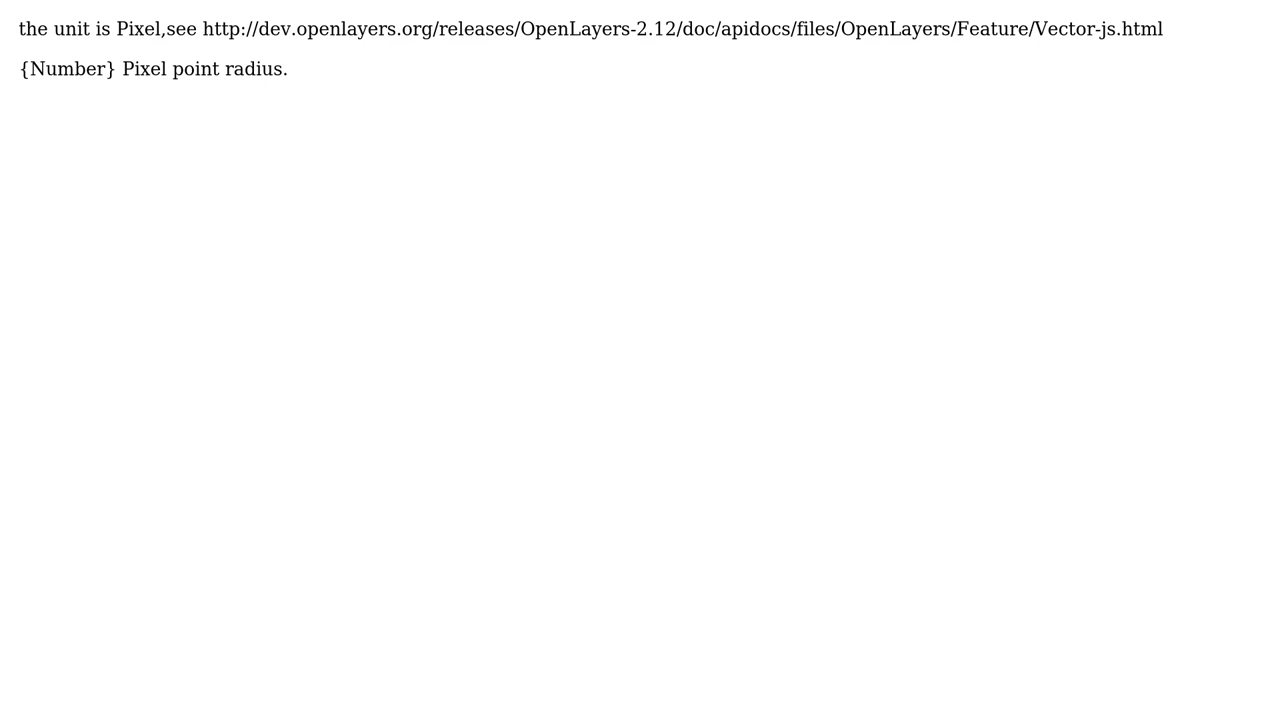 the unit is Pixel,see http://dev.openlayers.org/releases/OpenLayers-2.12/doc/apidocs/files/OpenLayers/Feature/Vector-js.html
{Number} Pixel point radius.